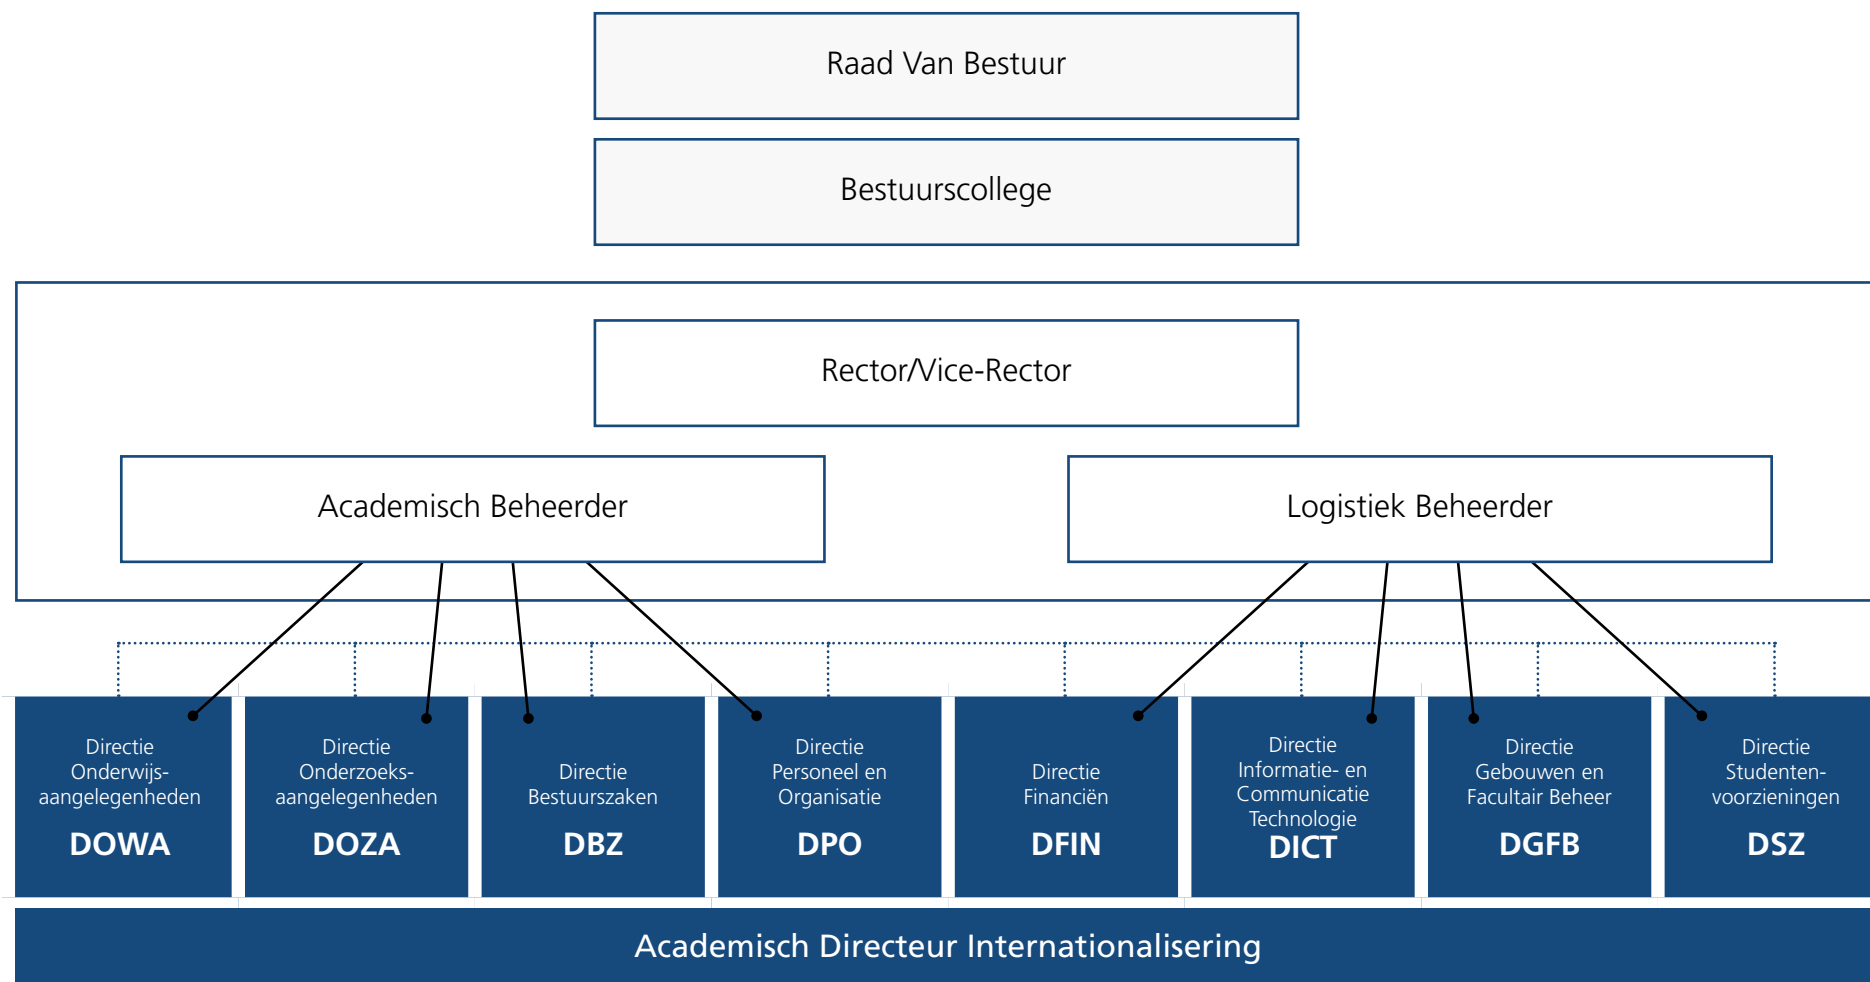 Raad Van Bestuur
Bestuurscollege
Rector/Vice-Rector
Academisch Beheerder
Logistiek Beheerder
Directie
Onderwijs-
aangelegenheden
DOWA
Directie
Onderzoeks-
aangelegenheden
DOZA
Directie
Bestuurszaken
DBZ
Directie
Personeel en
Organisatie
DPO
Directie
Financiën
DFIN
Directie
Informatie- en
Communicatie
Technologie
DICT
Directie
Gebouwen en
Facultair Beheer
DGFB
Directie
Studenten-
voorzieningen
DSZ
Academisch Directeur Internationalisering